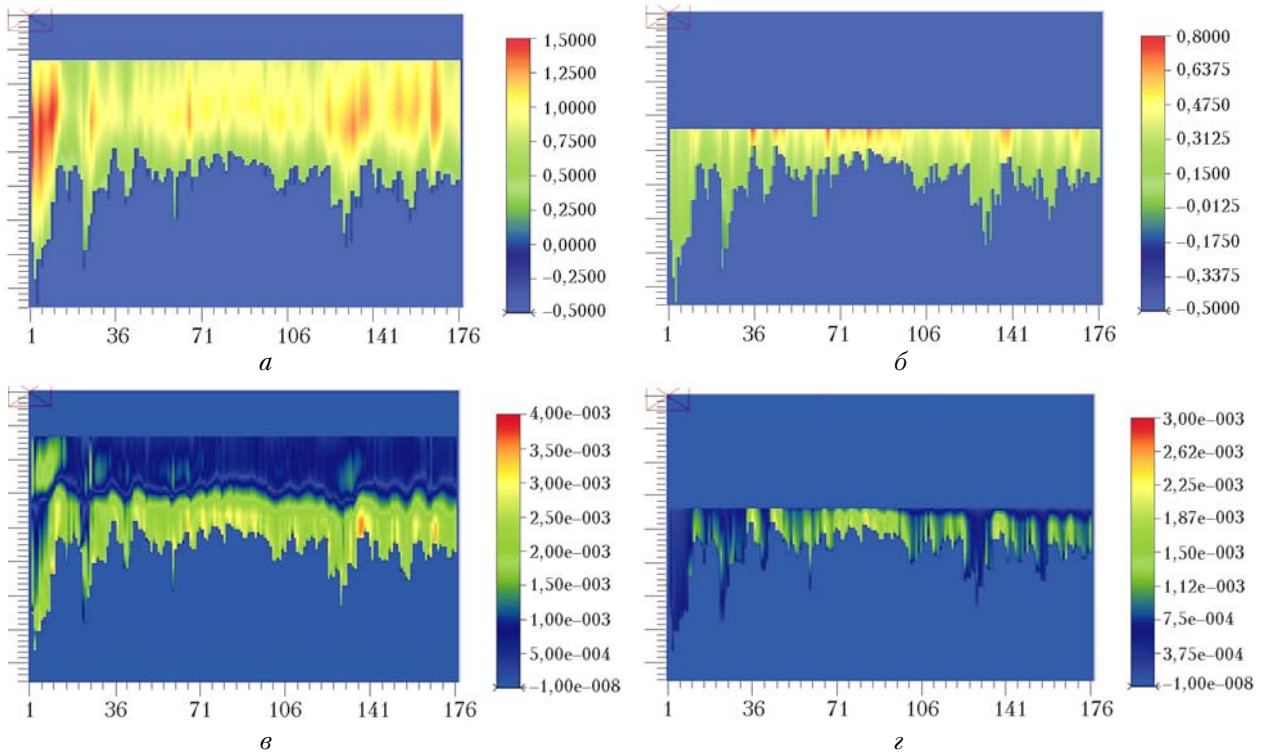 1,5000
1,2500
1,0000
0,7500
0,5000
0,2500
0,0000
–0,2500
–0,5000
1 36 71 106 141 176
а
0,8000
0,6375
0,4750
0,3125
0,1500
–0,0125
–0,1750
–0,3375
–0,5000
1 36 71 106 141 176
б
4,00e–003
3,50e–003
3,00e–003
2,50e–003
2,00e–003
1,50e–003
1,00e–003
5,00e–004
–1,00e–008
1 36 71 106 141 176
в
3,00e–003
2,62e–003
2,25e–003
1,87e–003
1,50e–003
1,12e–003
7,5e–004
3,75e–004
–1,00e–008
1 36 71 106 141 176
г